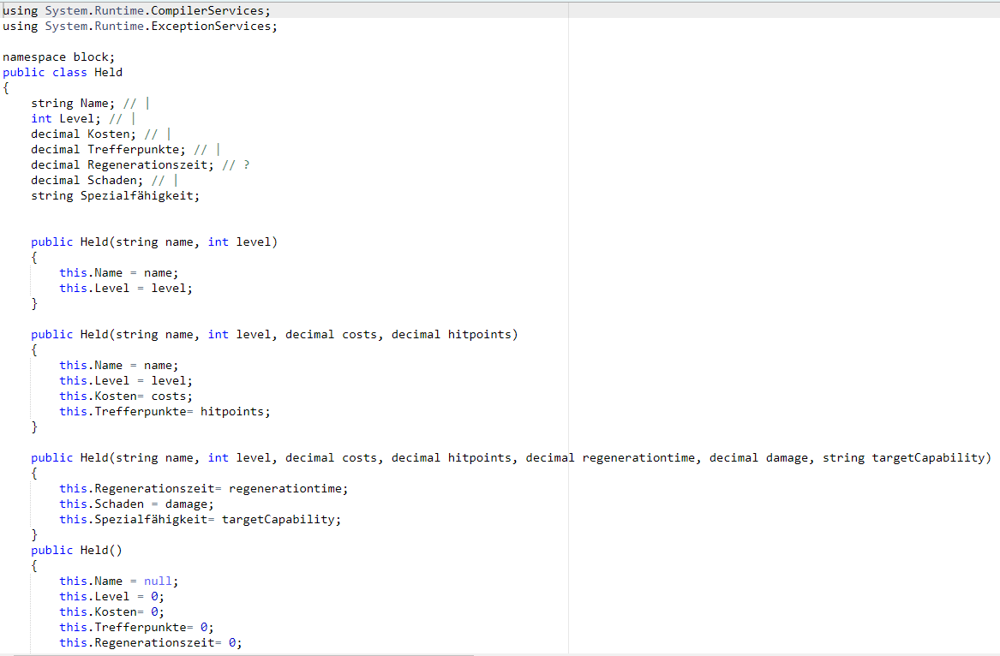 using System.Runtime.CompilerServices;
using System.Runtime.ExceptionServices;

namespace block;
public class Held
{
    string Name; // |
    int Level; // |
    decimal Kosten; // |
    decimal Trefferpunkte; // |
    decimal Regenerationszeit; // ?
    decimal Schaden; // |
    string Spezialfähigkeit;


    public Held(string name, int level)
    {
        this.Name = name;
        this.Level = level;
    }

    public Held(string name, int level, decimal costs, decimal hitpoints)
    {
        this.Name = name;
        this.Level = level;
        this.Kosten= costs;
        this.Trefferpunkte= hitpoints;
    }

    public Held(string name, int level, decimal costs, decimal hitpoints, decimal regenerationtime, decimal damage, string targetCapability)
    {
        this.Regenerationszeit= regenerationtime;
        this.Schaden = damage;
        this.Spezialfähigkeit= targetCapability;
    }
    public Held()
    {
        this.Name = null;
        this.Level = 0;
        this.Kosten= 0;
        this.Trefferpunkte= 0;
        this.Regenerationszeit= 0;